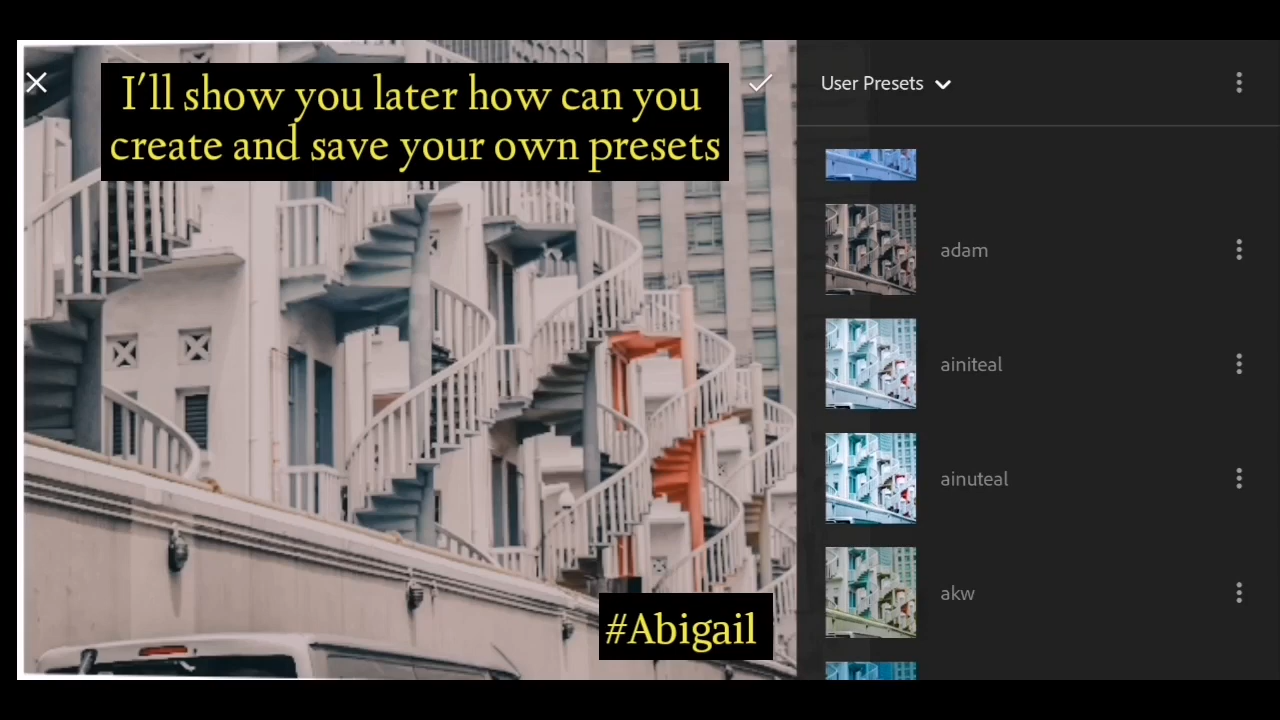 I'll show you later how can you
create and save your own presets
User Presets
adam
ainiteal
ainuteal
akw
#Abigail